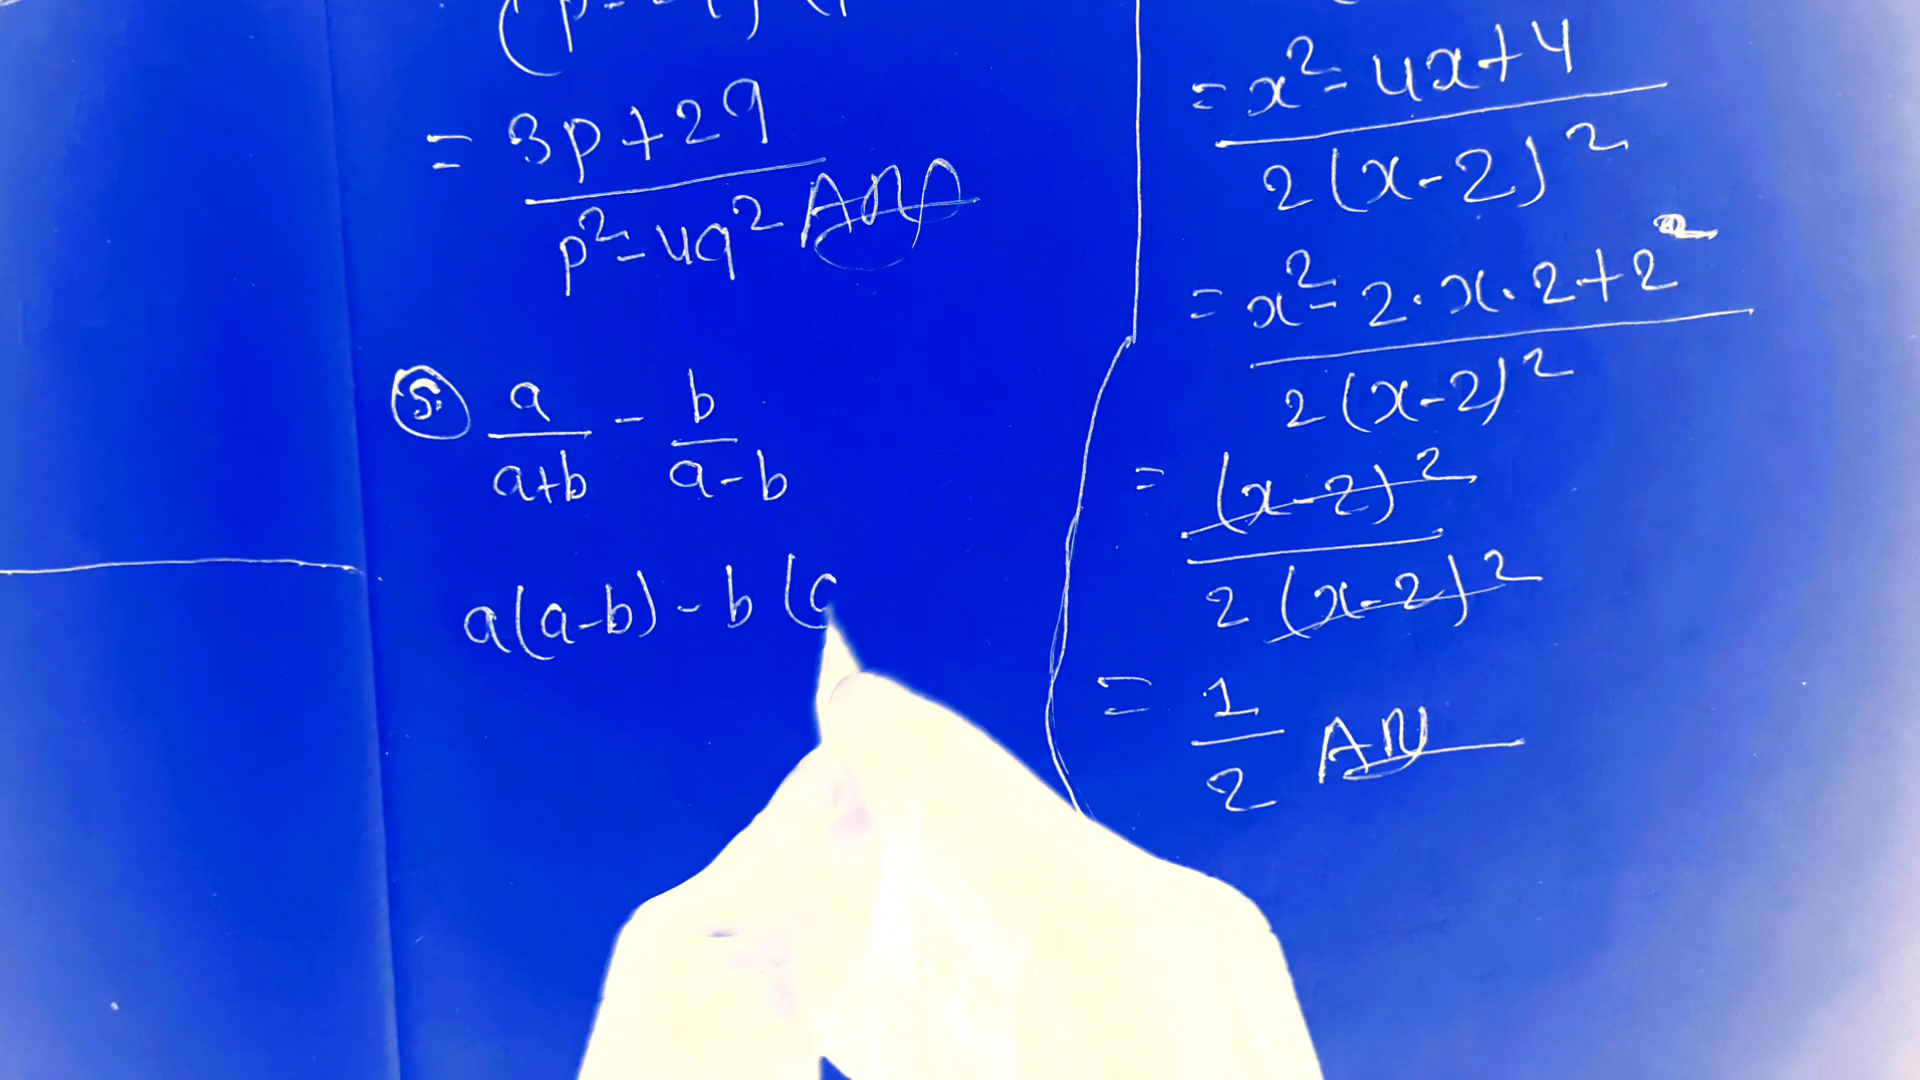 = 3p+2q / p²-4q² Ans
5. a/a+b - b/a-b
a(a-b) - b(a
= x²-4x+4 / 2(x-2)²
= x²-2·x·2+2² / 2(x-2)²
= (x-2)² / 2(x-2)²
= 1/2 Ans